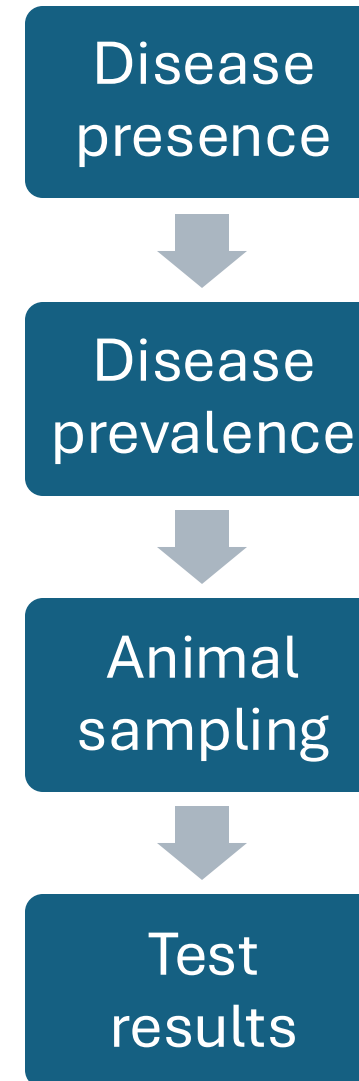 Disease
presence
Disease
prevalence
Animal
sampling
Test
results